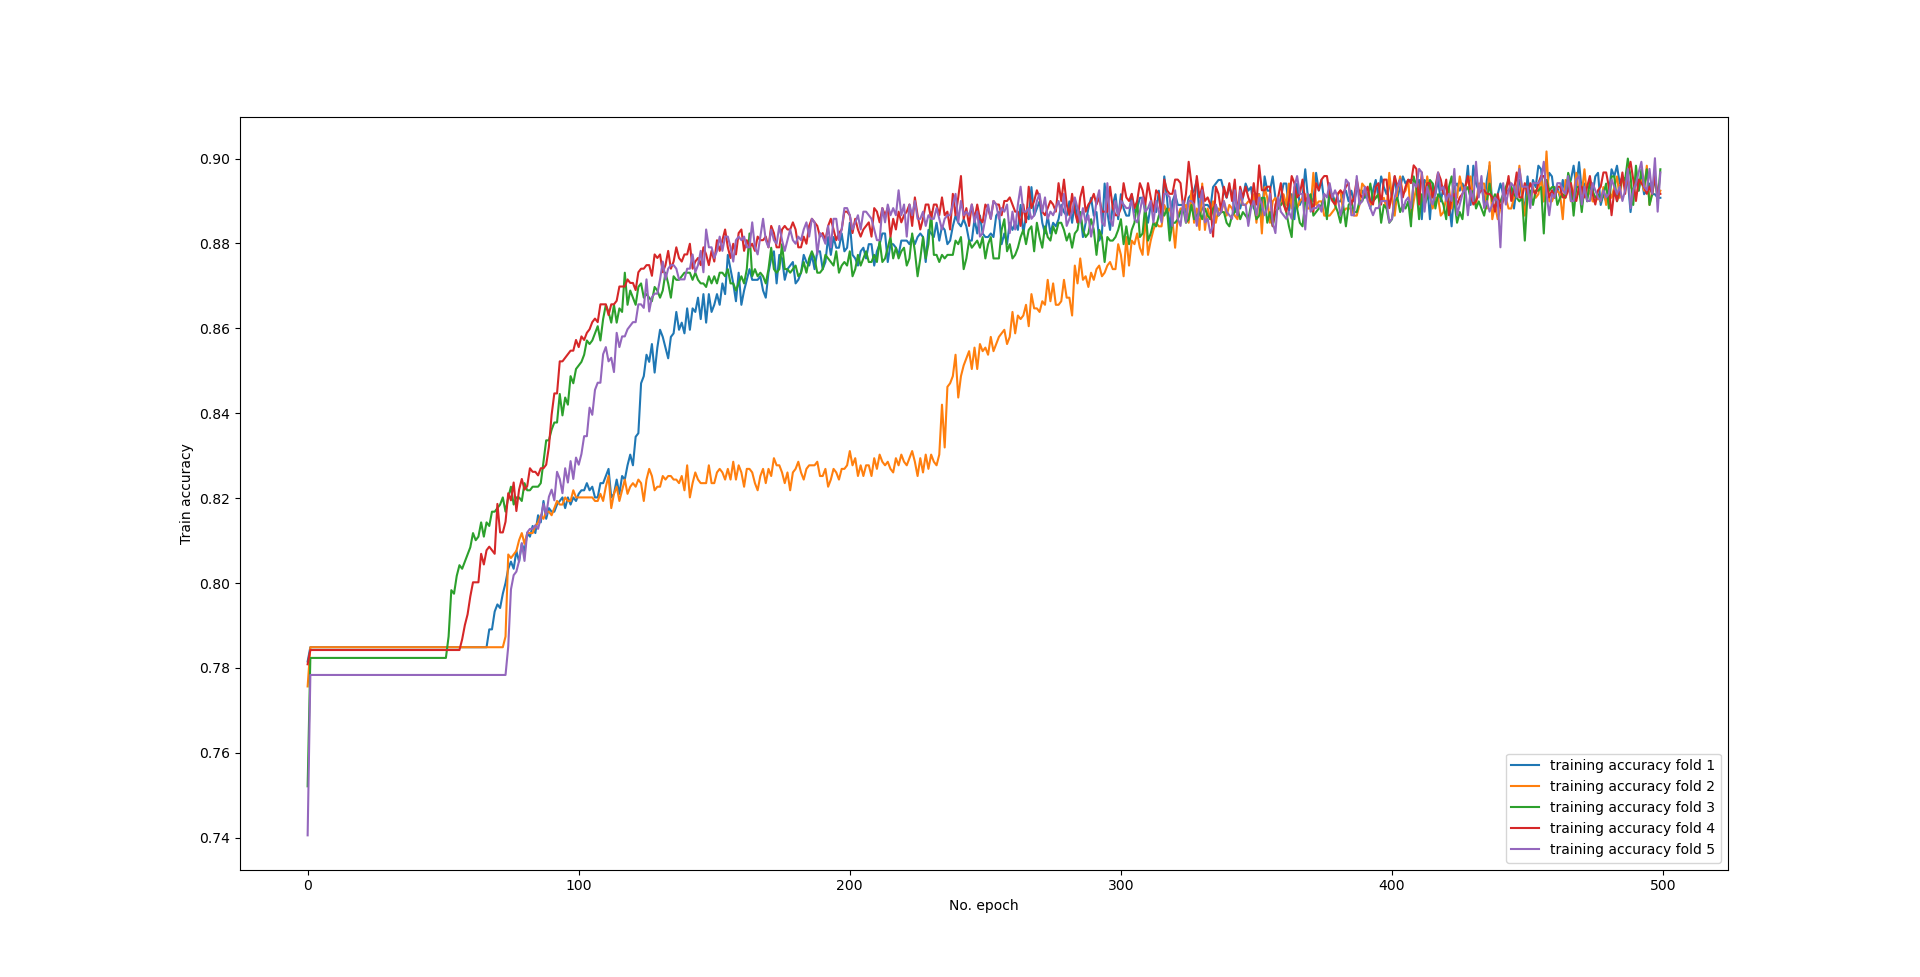 0.90
0.88
0.86
0.84
0.82
0.80
0.78
0.76
0.74
Train accuracy
0 100 200 300 400 500
No. epoch
training accuracy fold 1
training accuracy fold 2
training accuracy fold 3
training accuracy fold 4
training accuracy fold 5